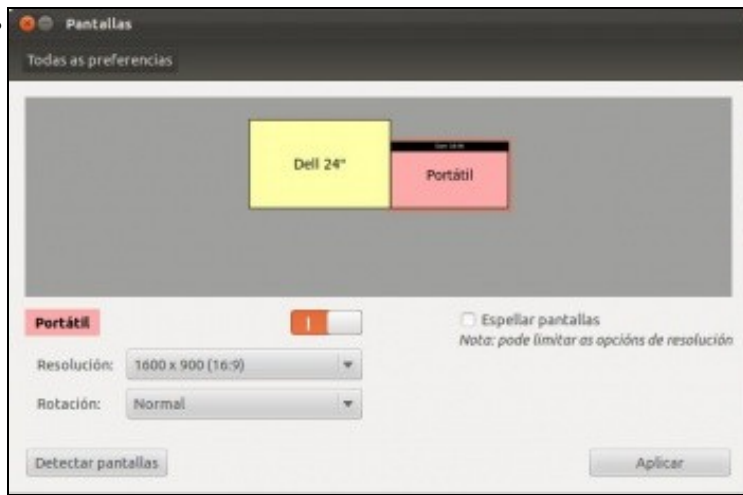 Pantallas
Todas as preferencias
Dell 24"
Portátil
Portátil
Espellar pantallas
Nota: pode limitar as opcións de resolución
Resolución: 1600 x 900 (16:9)
Rotación: Normal
Detectar pantallas
Aplicar